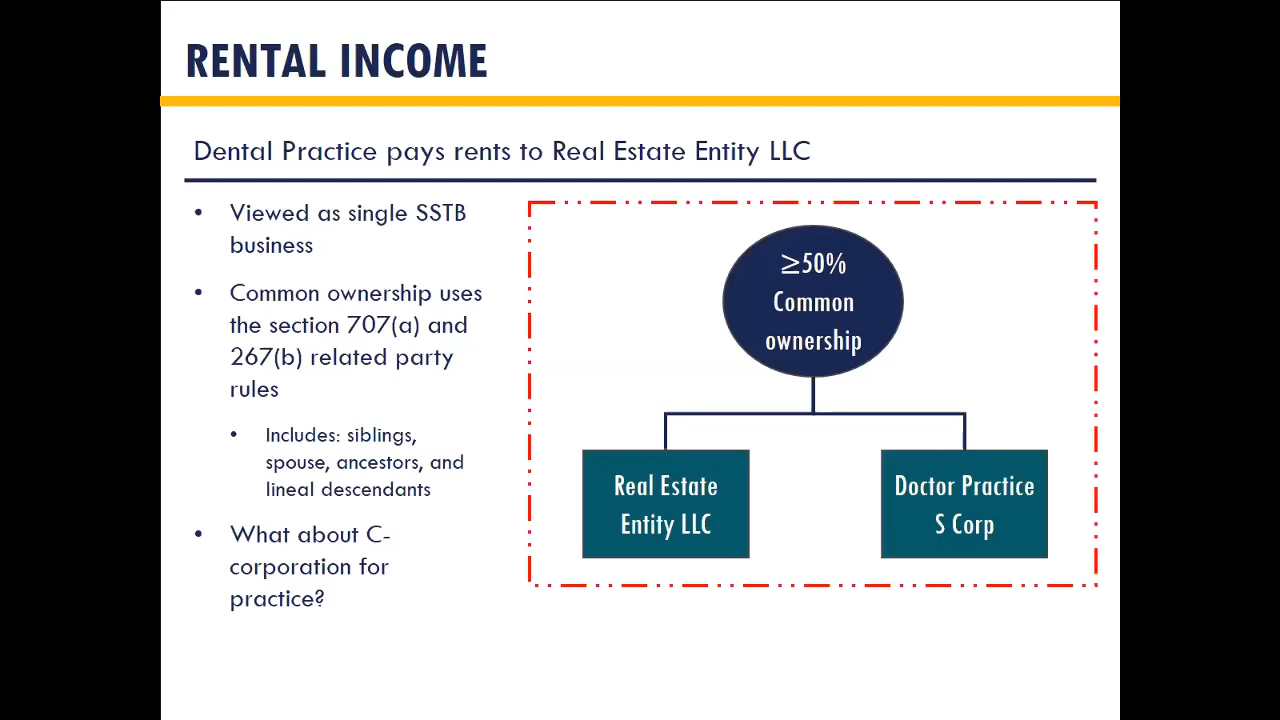 RENTAL INCOME
Dental Practice pays rents to Real Estate Entity LLC
• Viewed as single SSTB
business
• Common ownership uses
the section 707(a) and
267(b) related party
rules
• Includes: siblings,
spouse, ancestors, and
lineal descendants
• What about C-
corporation for
practice?
≥50%
Common
ownership
Real Estate
Entity LLC
Doctor Practice
S Corp